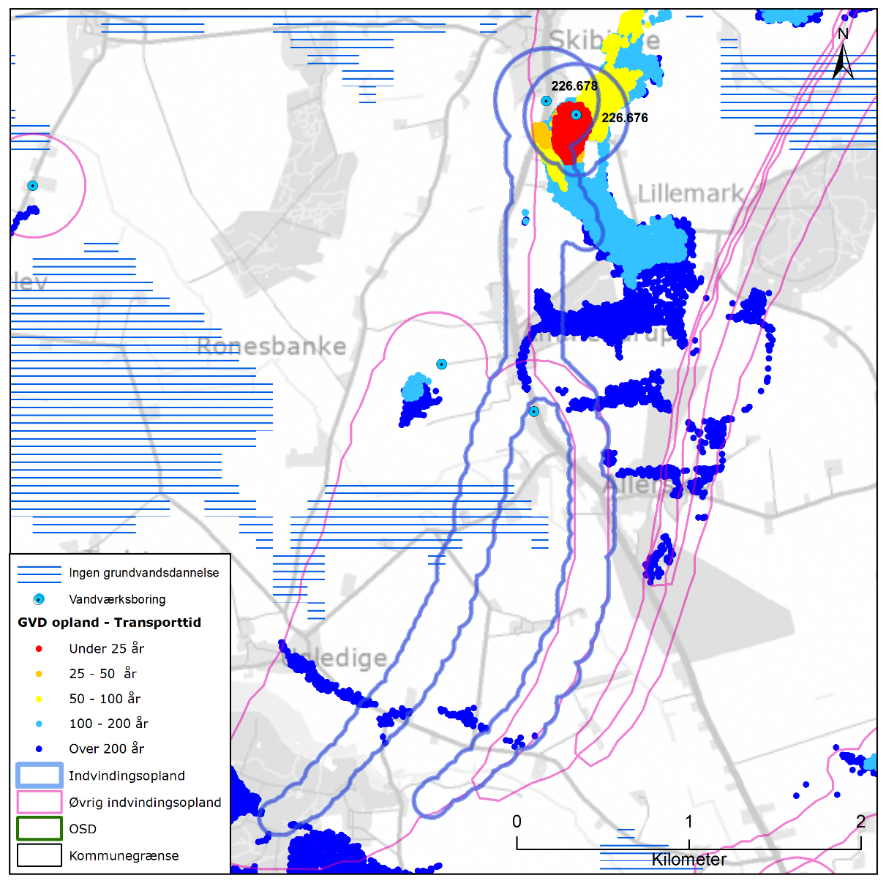 Skibinge
N
226.678
226.676
Lillemark
lev
Ronesbanke
Allers
Ugledige
Ingen grundvandsdannelse
Vandværksboring
GVD opland - Transporttid
Under 25 år
25 - 50 år
50 - 100 år
100 - 200 år
Over 200 år
Indvindingsopland
Øvrig indvindingsopland
OSD
Kommunegrænse
0 1 2
Kilometer